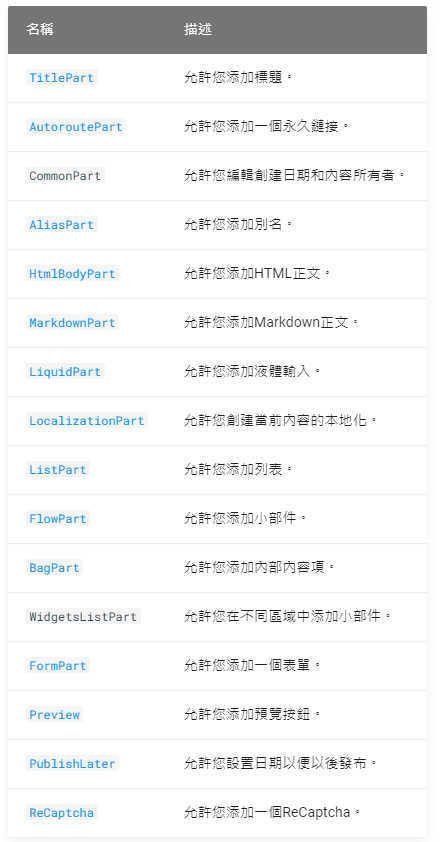 名稱 描述
TitlePart 允許您添加標題。
AutoroutePart 允許您添加一個永久鏈接。
CommonPart 允許您編輯創建日期和內容所有者。
AliasPart 允許您添加別名。
HtmlBodyPart 允許您添加HTML正文。
MarkdownPart 允許您添加Markdown正文。
LiquidPart 允許您添加液體輸入。
LocalizationPart 允許您創建當前內容的本地化。
ListPart 允許您添加列表。
FlowPart 允許您添加小部件。
BagPart 允許您添加內部內容項。
WidgetsListPart 允許您在不同區域中添加小部件。
FormPart 允許您添加一個表單。
Preview 允許您添加預覽按鈕。
PublishLater 允許您設置日期以便以後發布。
ReCaptcha 允許您添加一個ReCaptcha。